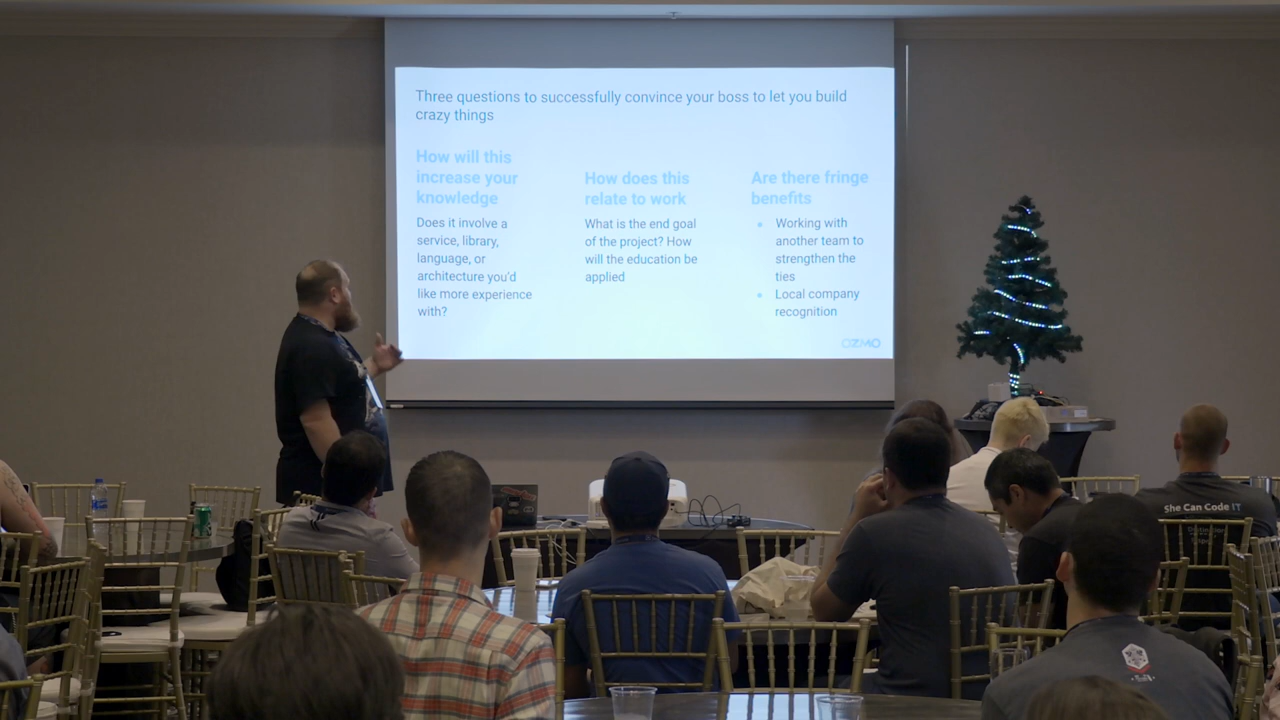 Three questions to successfully convince your boss to let you build
crazy things
How will this
increase your
knowledge
Does it involve a
service, library,
language, or
architecture you'd
like more experience
with?
How does this
relate to work
What is the end goal
of the project? How
will the education be
applied
Are there fringe
benefits
Working with
another team to
strengthen the
ties
Local company
recognition
OZMO
She Can Code IT